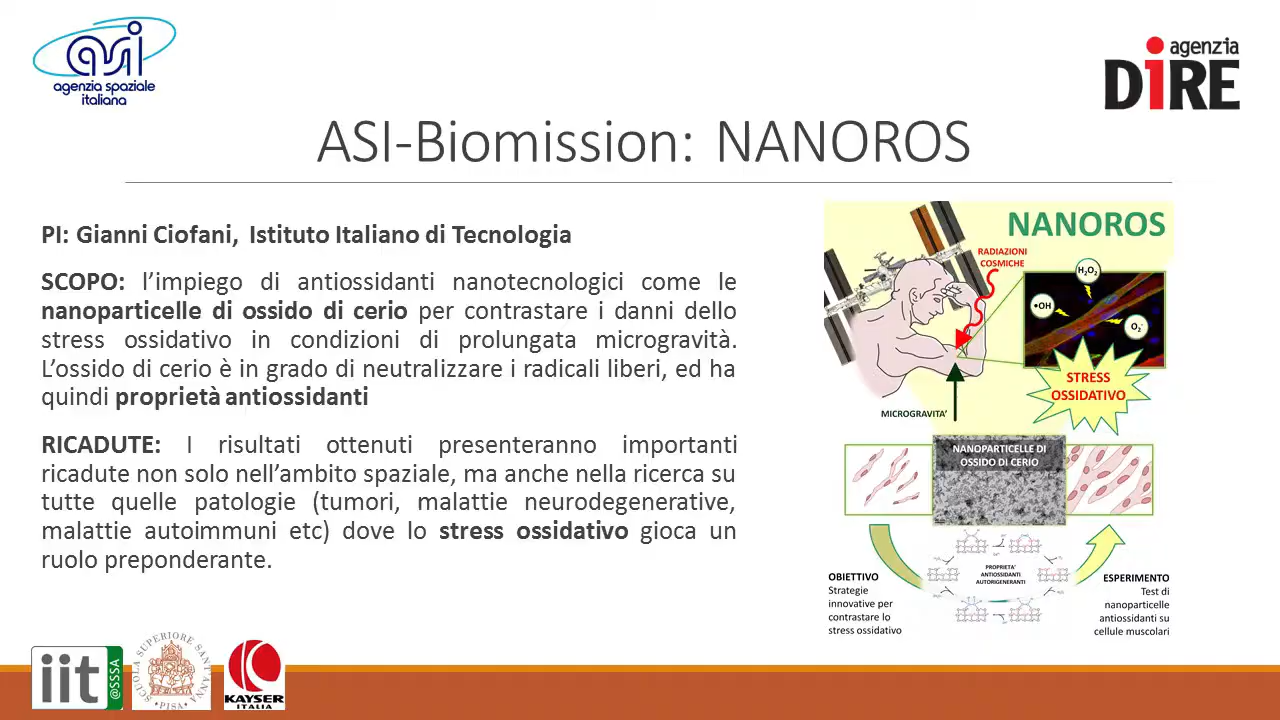 asi
agenzia spaziale
italiana
agenzia
DiRE
ASI-Biomission: NANOROS
PI: Gianni Ciofani, Istituto Italiano di Tecnologia
SCOPO: l’impiego di antiossidanti nanotecnologici come le
nanoparticelle di ossido di cerio per contrastare i danni dello
stress ossidativo in condizioni di prolungata microgravità.
L’ossido di cerio è in grado di neutralizzare i radicali liberi, ed ha
quindi proprietà antiossidanti
RICADUTE: I risultati ottenuti presenteranno importanti
ricadute non solo nell’ambito spaziale, ma anche nella ricerca su
tutte quelle patologie (tumori, malattie neurodegenerative,
malattie autoimmuni etc) dove lo stress ossidativo gioca un
ruolo preponderante.
NANOROS
RADIAZIONI
COSMICHE
H₂O₂
•OH
O₂⁻
STRESS
OSSIDATIVO
MICROGRAVITA’
NANOPARTICELLE DI
OSSIDO DI CERIO
PROPRIETA’
ANTIOSSIDANTI
AUTORIGENERANTI
OBIETTIVO
Strategie
innovative per
contrastare lo
stress ossidativo
ESPERIMENTO
Test di
nanoparticelle
antiossidanti su
cellule muscolari
iit
@SSSA
SCUOLA SUPERIORE SANT'ANNA
PISA
KAYSER
ITALIA